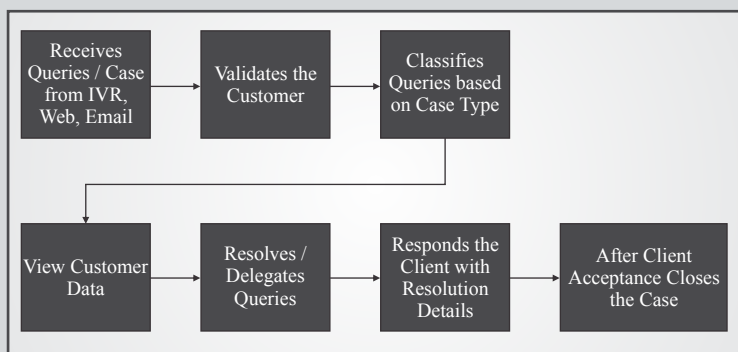 Receives
Queries / Case
from IVR,
Web, Email
Validates the
Customer
Classifies
Queries based
on Case Type
View Customer
Data
Resolves /
Delegates
Queries
Responds the
Client with
Resolution
Details
After Client
Acceptance Closes
the Case